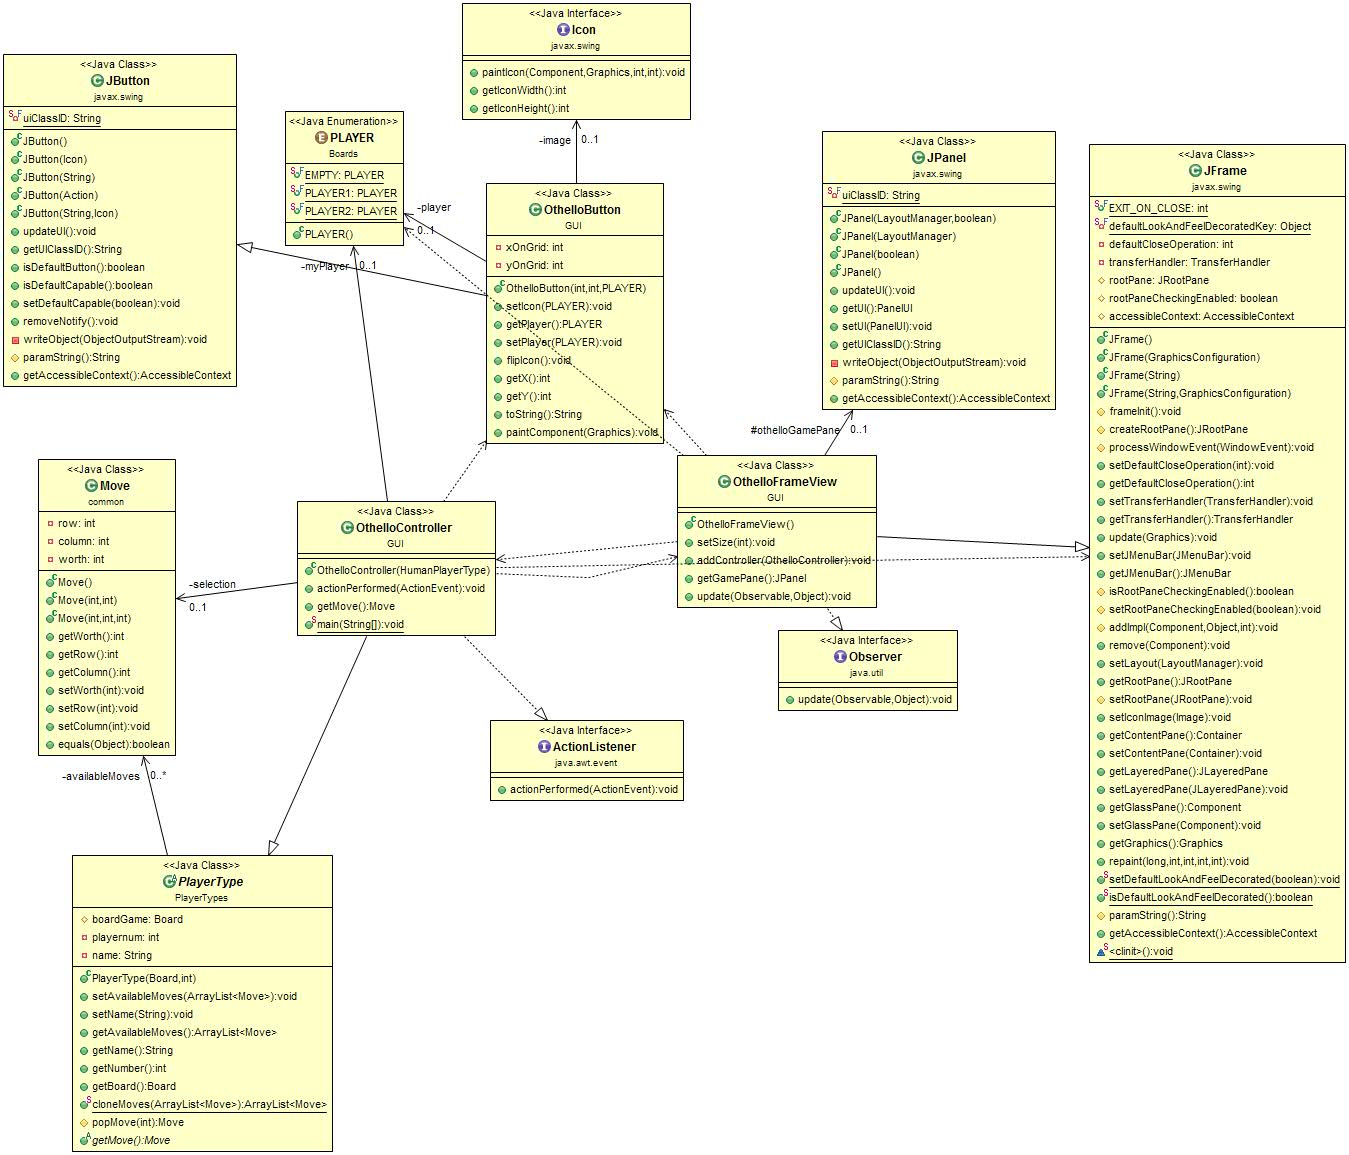 <<Java Interface>>
Icon
javax.swing
paintIcon(Component,Graphics,int,int):void
getIconWidth():int
getIconHeight():int
<<Java Class>>
JButton
javax.swing
uiClassID: String
JButton()
JButton(Icon)
JButton(String)
JButton(Action)
JButton(String,Icon)
updateUI():void
getUIClassID():String
isDefaultButton():boolean
isDefaultCapable():boolean
setDefaultCapable(boolean):void
removeNotify():void
writeObject(ObjectOutputStream):void
paramString():String
getAccessibleContext():AccessibleContext
<<Java Enumeration>>
PLAYER
Boards
EMPTY: PLAYER
PLAYER1: PLAYER
PLAYER2: PLAYER
PLAYER()
-image
0..1
-player
0..1
-myPlayer
0..1
<<Java Class>>
OthelloButton
GUI
xOnGrid: int
yOnGrid: int
OthelloButton(int,int,PLAYER)
setIcon(PLAYER):void
getPlayer():PLAYER
setPlayer(PLAYER):void
flipIcon():void
getX():int
getY():int
toString():String
paintComponent(Graphics):void
<<Java Class>>
JPanel
javax.swing
uiClassID: String
JPanel(LayoutManager,boolean)
JPanel(LayoutManager)
JPanel(boolean)
JPanel()
updateUI():void
getUI():PanelUI
setUI(PanelUI):void
getUIClassID():String
writeObject(ObjectOutputStream):void
paramString():String
getAccessibleContext():AccessibleContext
#othelloGamePane
0..1
<<Java Class>>
JFrame
javax.swing
EXIT_ON_CLOSE: int
defaultLookAndFeelDecoratedKey: Object
defaultCloseOperation: int
transferHandler: TransferHandler
rootPane: JRootPane
rootPaneCheckingEnabled: boolean
accessibleContext: AccessibleContext
JFrame()
JFrame(GraphicsConfiguration)
JFrame(String)
JFrame(String,GraphicsConfiguration)
frameInit():void
createRootPane():JRootPane
processWindowEvent(WindowEvent):void
setDefaultCloseOperation(int):void
getDefaultCloseOperation():int
setTransferHandler(TransferHandler):void
getTransferHandler():TransferHandler
update(Graphics):void
setJMenuBar(JMenuBar):void
getJMenuBar():JMenuBar
isRootPaneCheckingEnabled():boolean
setRootPaneCheckingEnabled(boolean):void
addImpl(Component,Object,int):void
remove(Component):void
setLayout(LayoutManager):void
getRootPane():JRootPane
setRootPane(JRootPane):void
setIconImage(Image):void
getContentPane():Container
setContentPane(Container):void
getLayeredPane():JLayeredPane
setLayeredPane(JLayeredPane):void
getGlassPane():Component
setGlassPane(Component):void
getGraphics():Graphics
repaint(long,int,int,int,int):void
setDefaultLookAndFeelDecorated(boolean):void
isDefaultLookAndFeelDecorated():boolean
paramString():String
getAccessibleContext():AccessibleContext
<clinit>():void
<<Java Class>>
Move
common
row: int
column: int
worth: int
Move()
Move(int,int)
Move(int,int,int)
getWorth():int
getRow():int
getColumn():int
setWorth(int):void
setRow(int):void
setColumn(int):void
equals(Object):boolean
-selection
0..1
<<Java Class>>
OthelloController
GUI
OthelloController(HumanPlayerType)
actionPerformed(ActionEvent):void
getMove():Move
main(String[]):void
<<Java Class>>
OthelloFrameView
GUI
OthelloFrameView()
setSize(int):void
addController(OthelloController):void
getGamePane():JPanel
update(Observable,Object):void
<<Java Interface>>
Observer
java.util
update(Observable,Object):void
<<Java Interface>>
ActionListener
java.awt.event
actionPerformed(ActionEvent):void
-availableMoves
0..*
<<Java Class>>
PlayerType
PlayerTypes
boardGame: Board
playernum: int
name: String
PlayerType(Board,int)
setAvailableMoves(ArrayList<Move>):void
setName(String):void
getAvailableMoves():ArrayList<Move>
getName():String
getNumber():int
getBoard():Board
cloneMoves(ArrayList<Move>):ArrayList<Move>
popMove(int):Move
getMove():Move